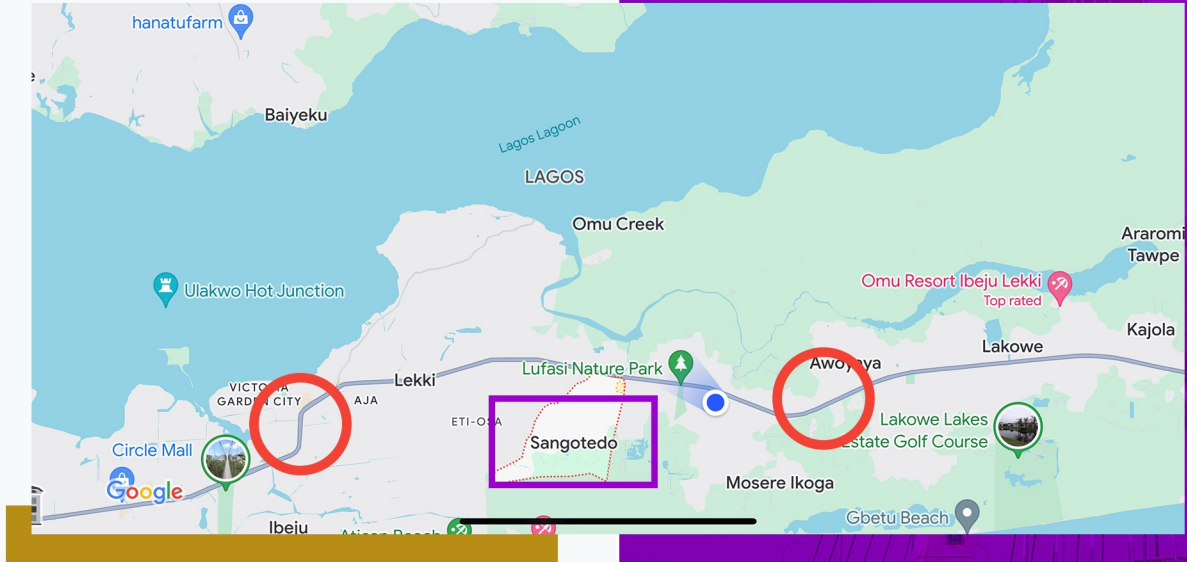 hanatufarm
Baiyeku
Lagos Lagoon
LAGOS
Omu Creek
Araromi
Tawpe
Omu Resort Ibeju Lekki
Top rated
Ulakwo Hot Junction
Kajola
Lakowe
Awoyaya
Lufasi Nature Park
Lekki
VICTORIA
GARDEN CITY
AJA
ETI-OSA
Lakowe Lakes
Estate Golf Course
Sangotedo
Circle Mall
Mosere Ikoga
Google
Gbetu Beach
Ibeju